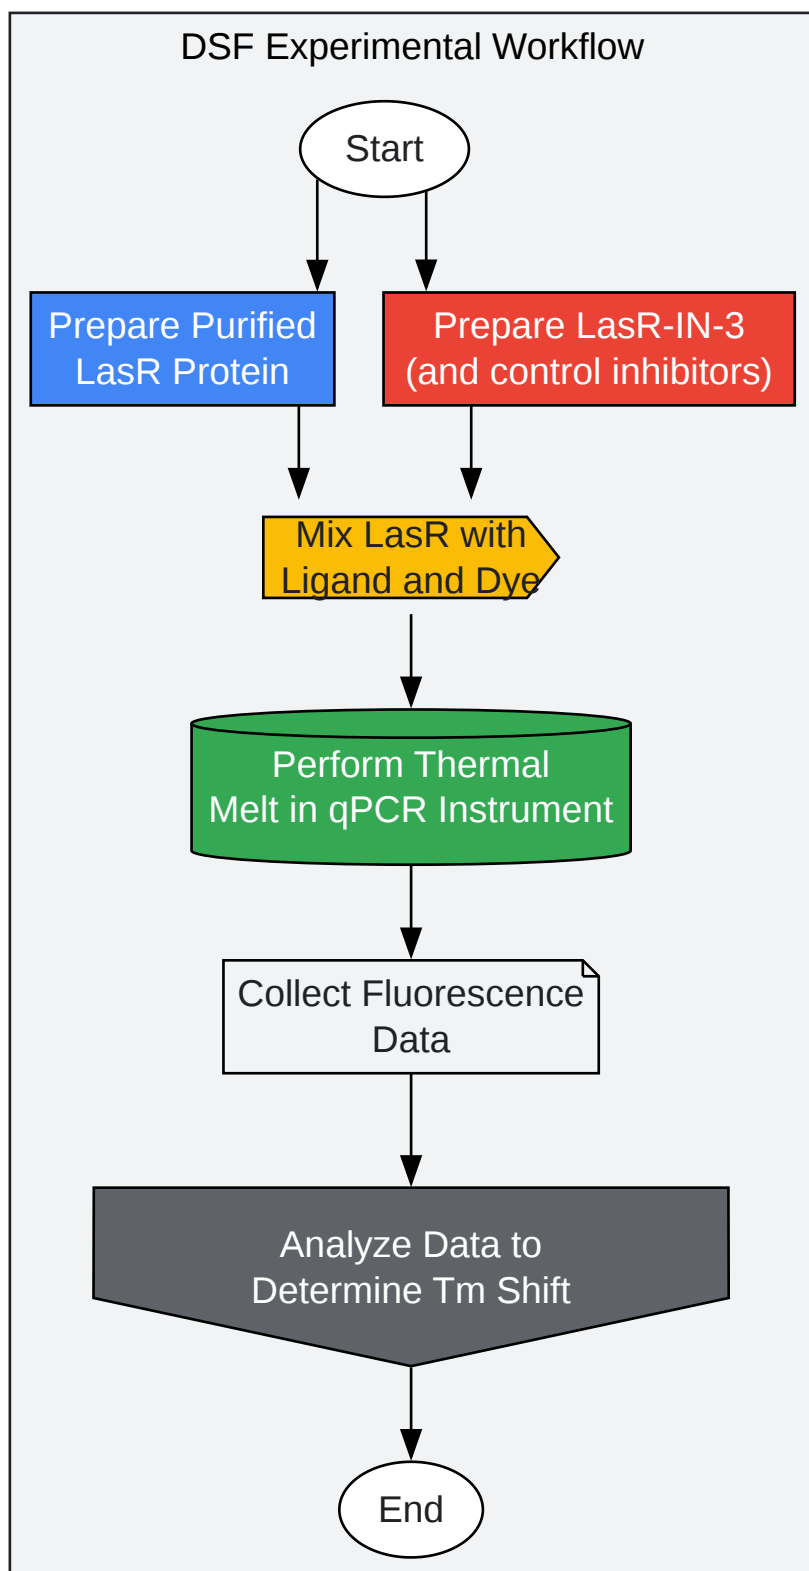 DSF Experimental Workflow
Start
Prepare Purified
LasR Protein
Prepare LasR-IN-3
(and control inhibitors)
Mix LasR with
Ligand and Dye
Perform Thermal
Melt in qPCR Instrument
Collect Fluorescence
Data
Analyze Data to
Determine Tm Shift
End